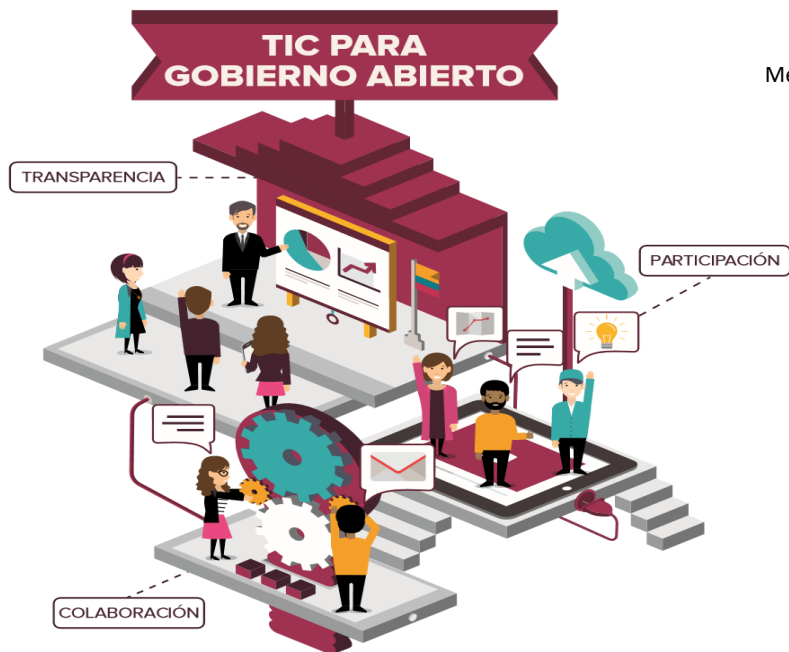 TIC PARA
GOBIERNO ABIERTO
TRANSPARENCIA
PARTICIPACIÓN
COLABORACIÓN